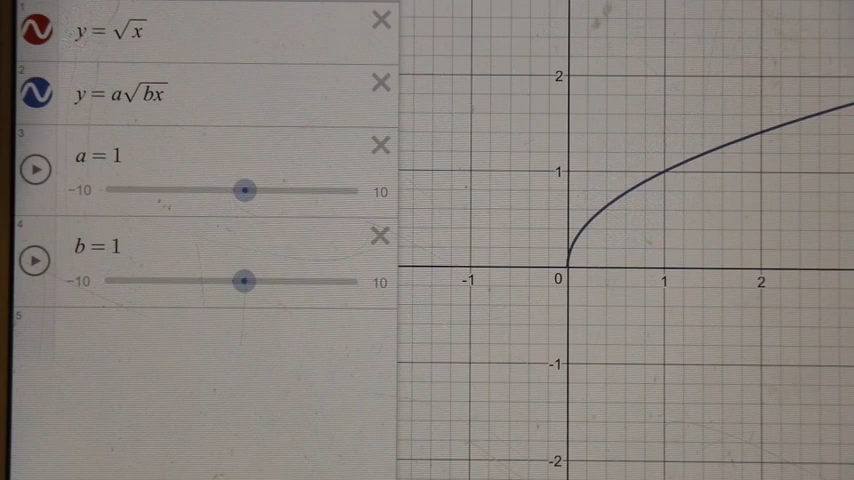 1
y = √x
2
y = a√bx
3
a = 1
-10 10
4
b = 1
-10 10
5
2
1
-1 0 1 2
-1
-2